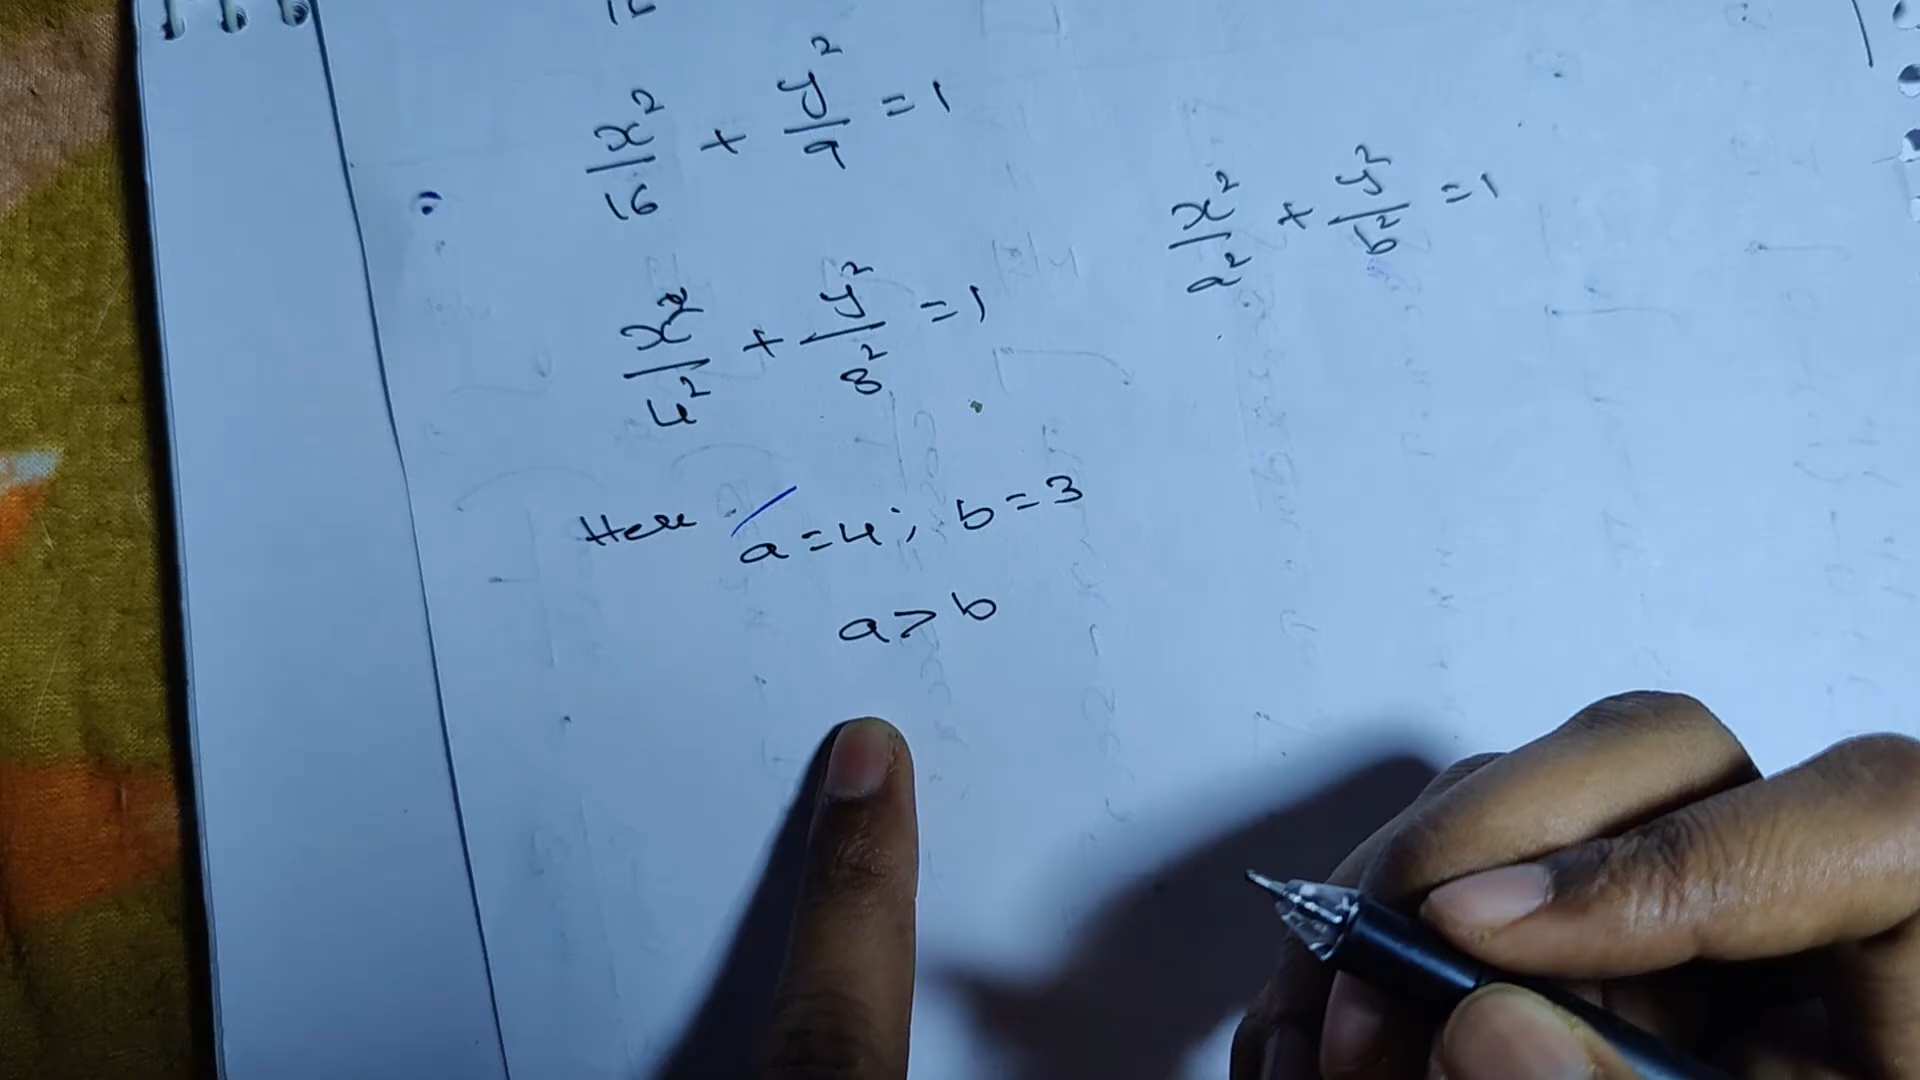 x²/16 + y²/9 = 1
x²/a² + y²/b² = 1
x²/4² + y²/3² = 1
Here a = 4; b = 3
a > b